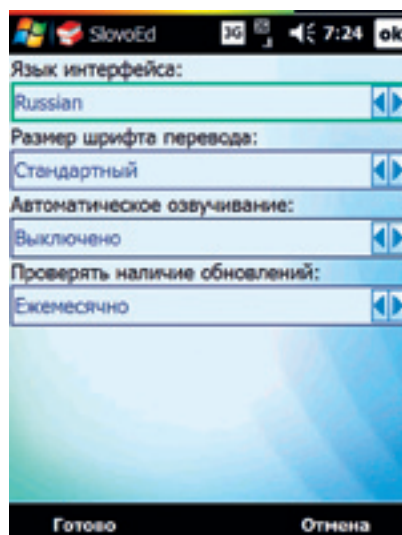 SlovoEd 3G 7:24 ok
Язык интерфейса:
Russian
Размер шрифта перевода:
Стандартный
Автоматическое озвучивание:
Выключено
Проверять наличие обновлений:
Ежемесячно
Готово Отмена